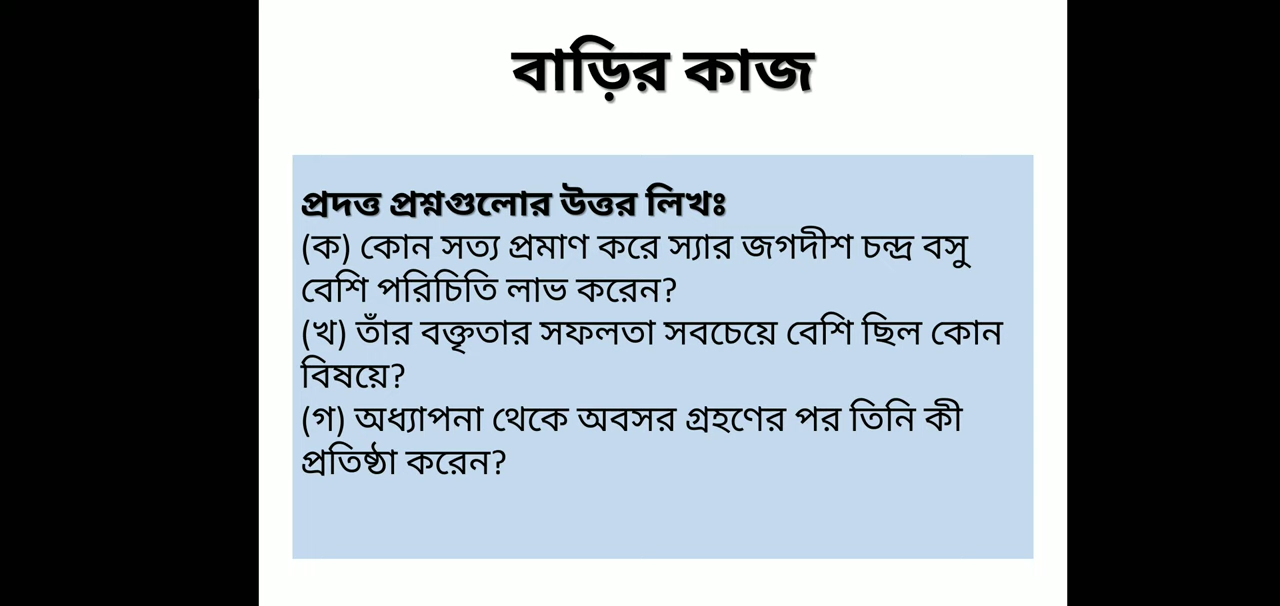 বাড়ির কাজ
প্রদত্ত প্রশ্নগুলোর উত্তর লিখঃ
(ক) কোন সত্য প্রমাণ করে স্যার জগদীশ চন্দ্র বসু
বেশি পরিচিতি লাভ করেন?
(খ) তাঁর বক্তৃতার সফলতা সবচেয়ে বেশি ছিল কোন
বিষয়ে?
(গ) অধ্যাপনা থেকে অবসর গ্রহণের পর তিনি কী
প্রতিষ্ঠা করেন?